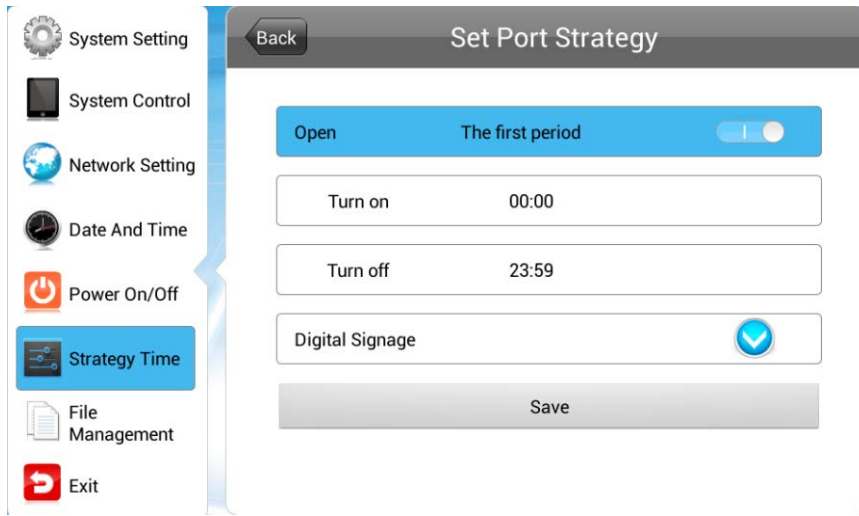 System Setting
System Control
Network Setting
Date And Time
Power On/Off
Strategy Time
File
Management
Exit
Back
Set Port Strategy
Open The first period
Turn on 00:00
Turn off 23:59
Digital Signage
Save